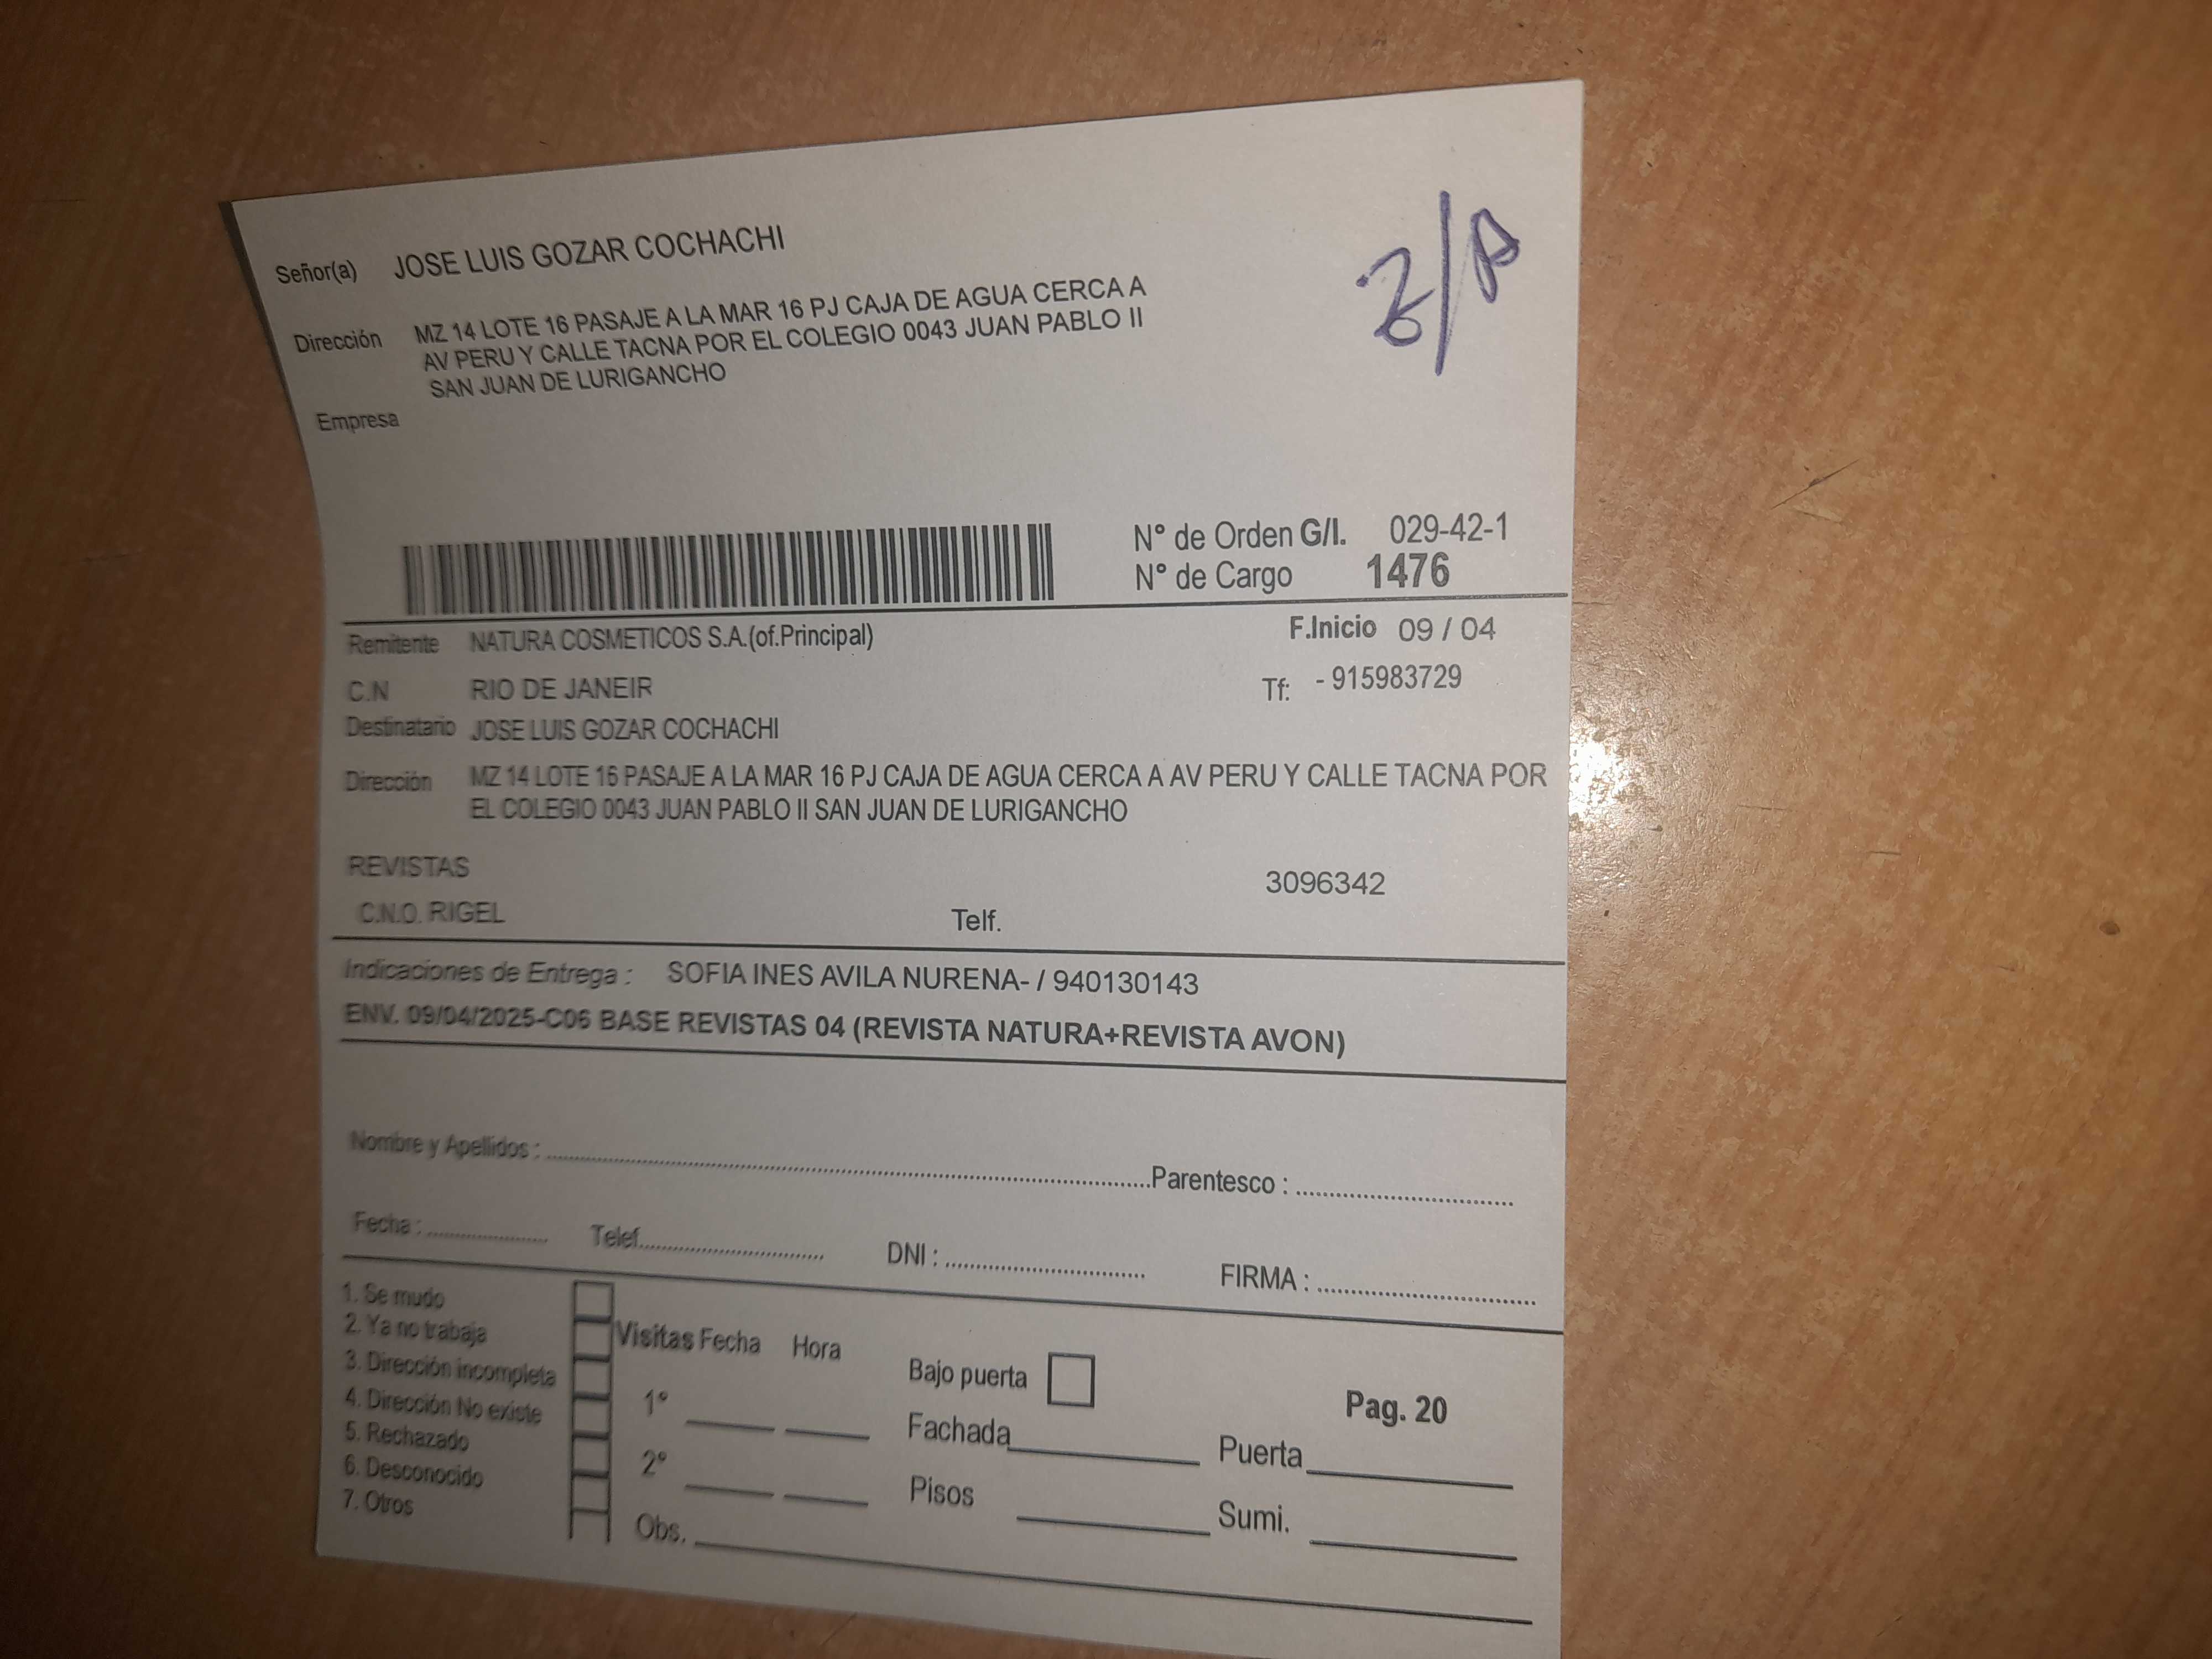 Señor(a) JOSE LUIS GOZAR COCHACHI
Dirección MZ 14 LOTE 16 PASAJE A LA MAR 16 PJ CAJA DE AGUA CERCA A
AV PERU Y CALLE TACNA POR EL COLEGIO 0043 JUAN PABLO II
SAN JUAN DE LURIGANCHO
Empresa
N° de Orden G/I. 029-42-1
N° de Cargo 1476
Remitente NATURA COSMETICOS S.A.(of.Principal) F.Inicio 09 / 04
C.N RIO DE JANEIR Tf: - 915983729
Destinatario JOSE LUIS GOZAR COCHACHI
Dirección MZ 14 LOTE 16 PASAJE A LA MAR 16 PJ CAJA DE AGUA CERCA A AV PERU Y CALLE TACNA POR
EL COLEGIO 0043 JUAN PABLO II SAN JUAN DE LURIGANCHO
REVISTAS 3096342
C.N.O. RIGEL Telf.
Indicaciones de Entrega : SOFIA INES AVILA NURENA- / 940130143
ENV. 09/04/2025-C06 BASE REVISTAS 04 (REVISTA NATURA+REVISTA AVON)
Nombre y Apellidos : Parentesco :
Fecha : Telef. DNI : FIRMA :
1. Se mudo
2. Ya no trabaja
3. Dirección incompleta
4. Dirección No existe
5. Rechazado
6. Desconocido
7. Otros
Visitas Fecha Hora
1°
2°
Obs.
Bajo puerta
Fachada
Pisos
Pag. 20
Puerta
Sumi.